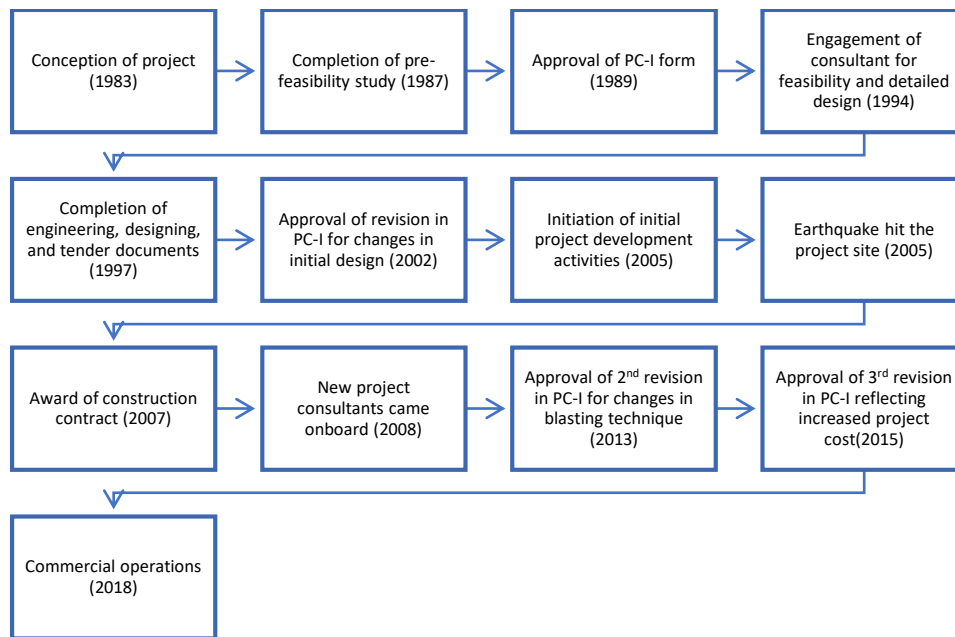 Conception of project
(1983)
Completion of pre-
feasibility study (1987)
Approval of PC-I form
(1989)
Engagement of
consultant for
feasibility and detailed
design (1994)
Completion of
engineering, designing,
and tender documents
(1997)
Approval of revision in
PC-I for changes in
initial design (2002)
Initiation of initial
project development
activities (2005)
Earthquake hit the
project site (2005)
Award of construction
contract (2007)
New project
consultants came
onboard (2008)
Approval of 2nd revision
in PC-I for changes in
blasting technique
(2013)
Approval of 3rd revision
in PC-I reflecting
increased project
cost(2015)
Commercial operations
(2018)